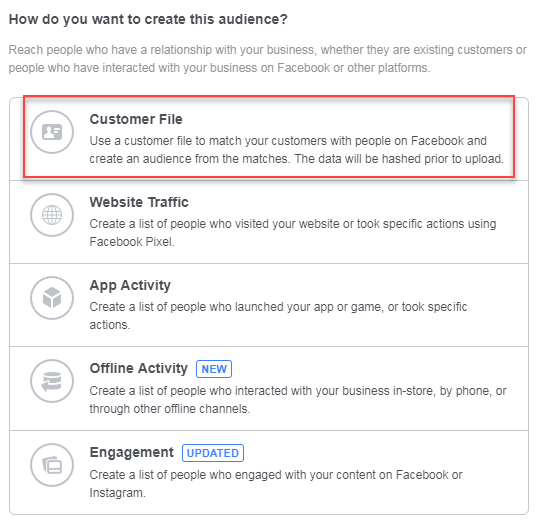 How do you want to create this audience?
Reach people who have a relationship with your business, whether they are existing customers or
people who have interacted with your business on Facebook or other platforms.
Customer File
Use a customer file to match your customers with people on Facebook and
create an audience from the matches. The data will be hashed prior to upload.
Website Traffic
Create a list of people who visited your website or took specific actions using
Facebook Pixel.
App Activity
Create a list of people who launched your app or game, or took specific
actions.
Offline Activity NEW
Create a list of people who interacted with your business in-store, by phone, or
through other offline channels.
Engagement UPDATED
Create a list of people who engaged with your content on Facebook or
Instagram.